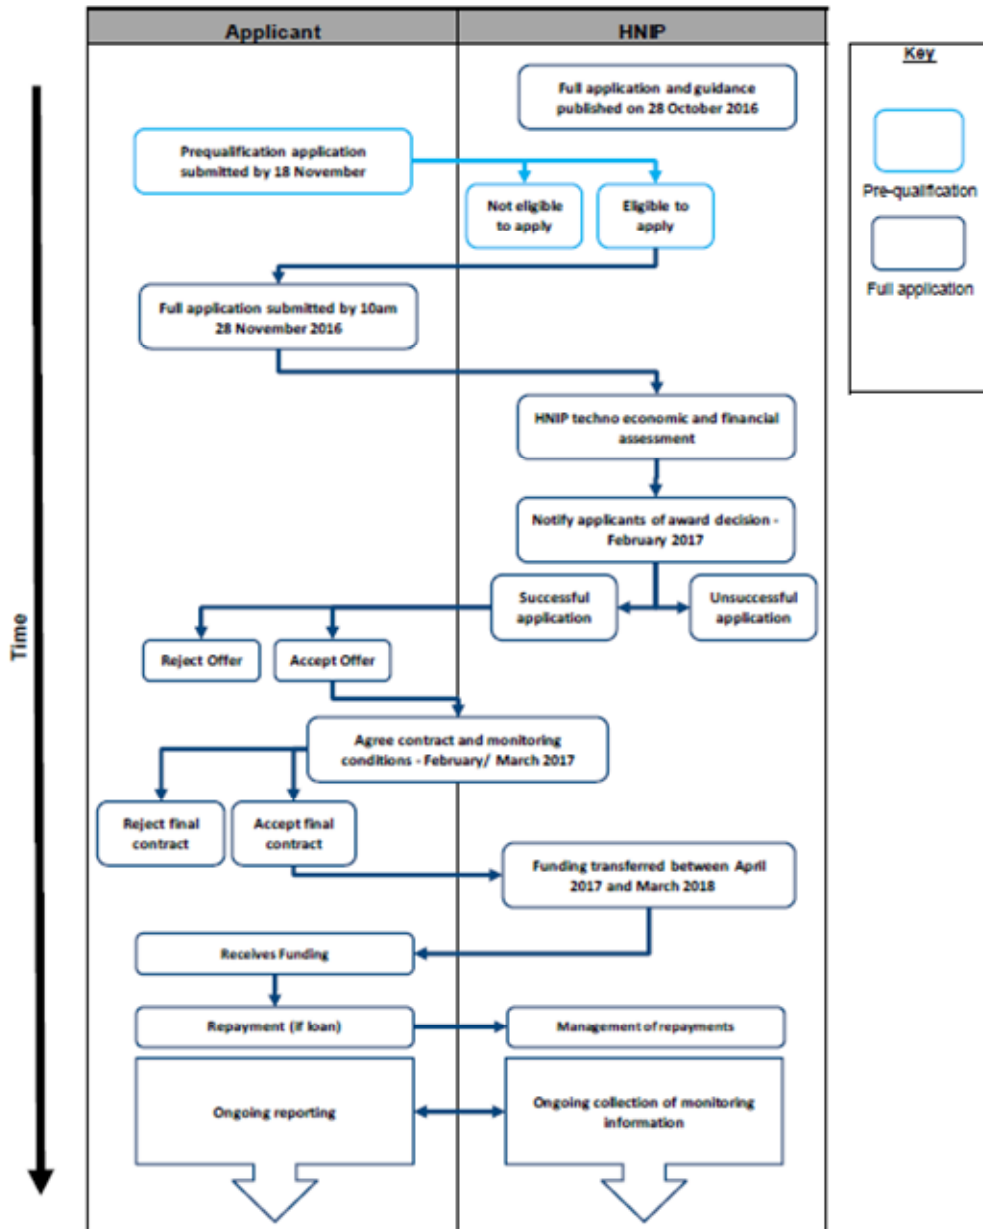 Applicant
HNIP
Key
Full application and guidance
published on 28 October 2016
Prequalification application
submitted by 18 November
Not eligible
to apply
Eligible to
apply
Pre-qualification
Full application
Full application submitted by 10am
28 November 2016
HNIP techno economic and financial
assessment
Notify applicants of award decision -
February 2017
Successful
application
Unsuccessful
application
Time
Reject Offer
Accept Offer
Agree contract and monitoring
conditions - February/ March 2017
Reject final
contract
Accept final
contract
Funding transferred between April
2017 and March 2018
Receives Funding
Repayment (if loan)
Management of repayments
Ongoing reporting
Ongoing collection of monitoring
information